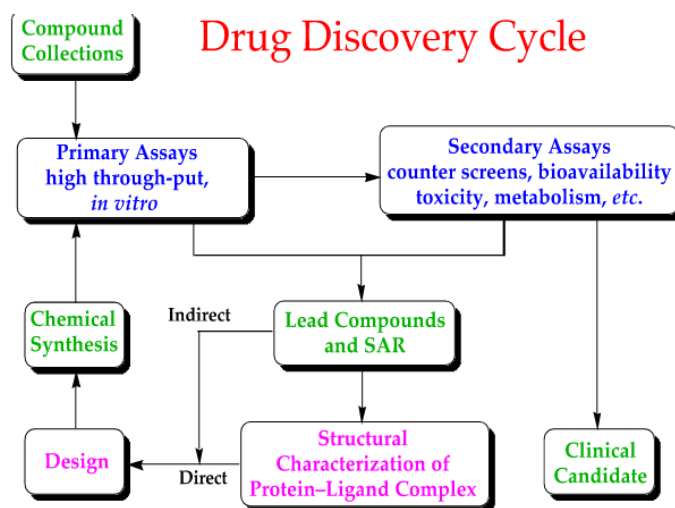 Compound
Collections
Drug Discovery Cycle
Primary Assays
high through-put,
in vitro
Secondary Assays
counter screens, bioavailability
toxicity, metabolism, etc.
Chemical
Synthesis
Indirect
Lead Compounds
and SAR
Design
Direct
Structural
Characterization of
Protein–Ligand Complex
Clinical
Candidate